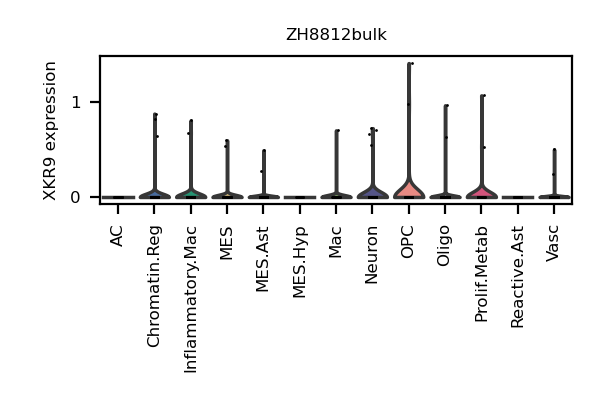 ZH8812bulk
XKR9 expression
1
0
AC
Chromatin.Reg
Inflammatory.Mac
MES
MES.Ast
MES.Hyp
Mac
Neuron
OPC
Oligo
Prolif.Metab
Reactive.Ast
Vasc